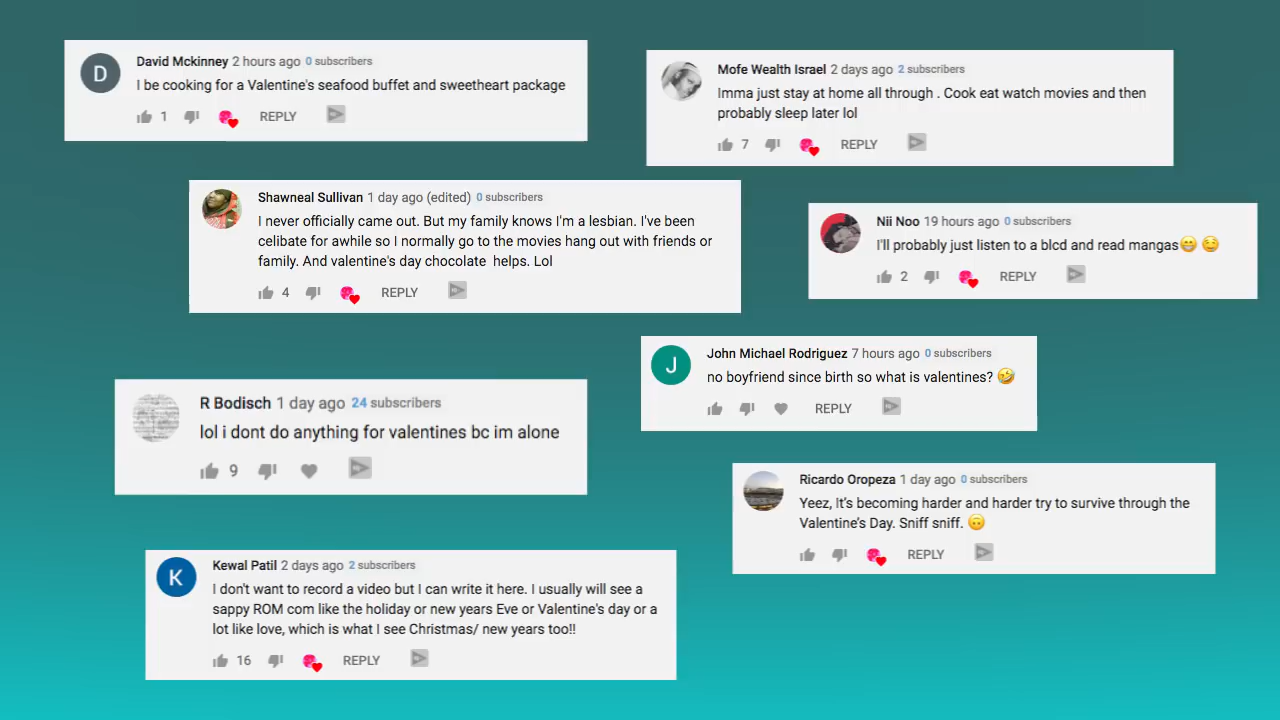 D
David Mckinney 2 hours ago 0 subscribers
I be cooking for a Valentine's seafood buffet and sweetheart package
1 REPLY
Mofe Wealth Israel 2 days ago 2 subscribers
Imma just stay at home all through . Cook eat watch movies and then
probably sleep later lol
7 REPLY
Shawneal Sullivan 1 day ago (edited) 0 subscribers
I never officially came out. But my family knows I'm a lesbian. I've been
celibate for awhile so I normally go to the movies hang out with friends or
family. And valentine's day chocolate helps. Lol
4 REPLY
Nii Noo 19 hours ago 0 subscribers
I'll probably just listen to a blcd and read mangas😁 😌
2 REPLY
J
John Michael Rodriguez 7 hours ago 0 subscribers
no boyfriend since birth so what is valentines? 🤣
REPLY
R Bodisch 1 day ago 24 subscribers
lol i dont do anything for valentines bc im alone
9
Ricardo Oropeza 1 day ago 0 subscribers
Yeez, It's becoming harder and harder try to survive through the
Valentine's Day. Sniff sniff. 🙃
REPLY
K
Kewal Patil 2 days ago 2 subscribers
I don't want to record a video but I can write it here. I usually will see a
sappy ROM com like the holiday or new years Eve or Valentine's day or a
lot like love, which is what I see Christmas/ new years too!!
16 REPLY